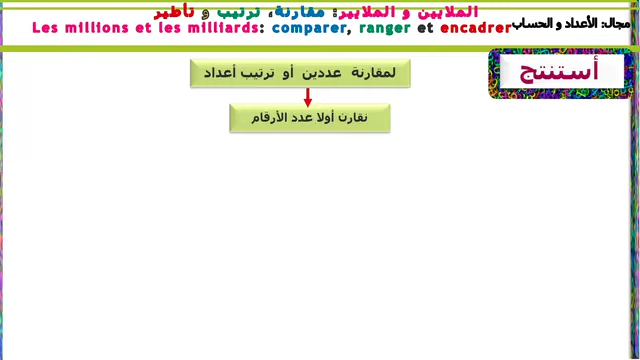 الملايين و الملايير: مقارنة، ترتيب و تأطير
مجال: الأعداد و الحساب
Les millions et les milliards: comparer, ranger et encadrer
أستنتج
لمقارنة عددين أو ترتيب أعداد
نقارن أولا عدد الأرقام